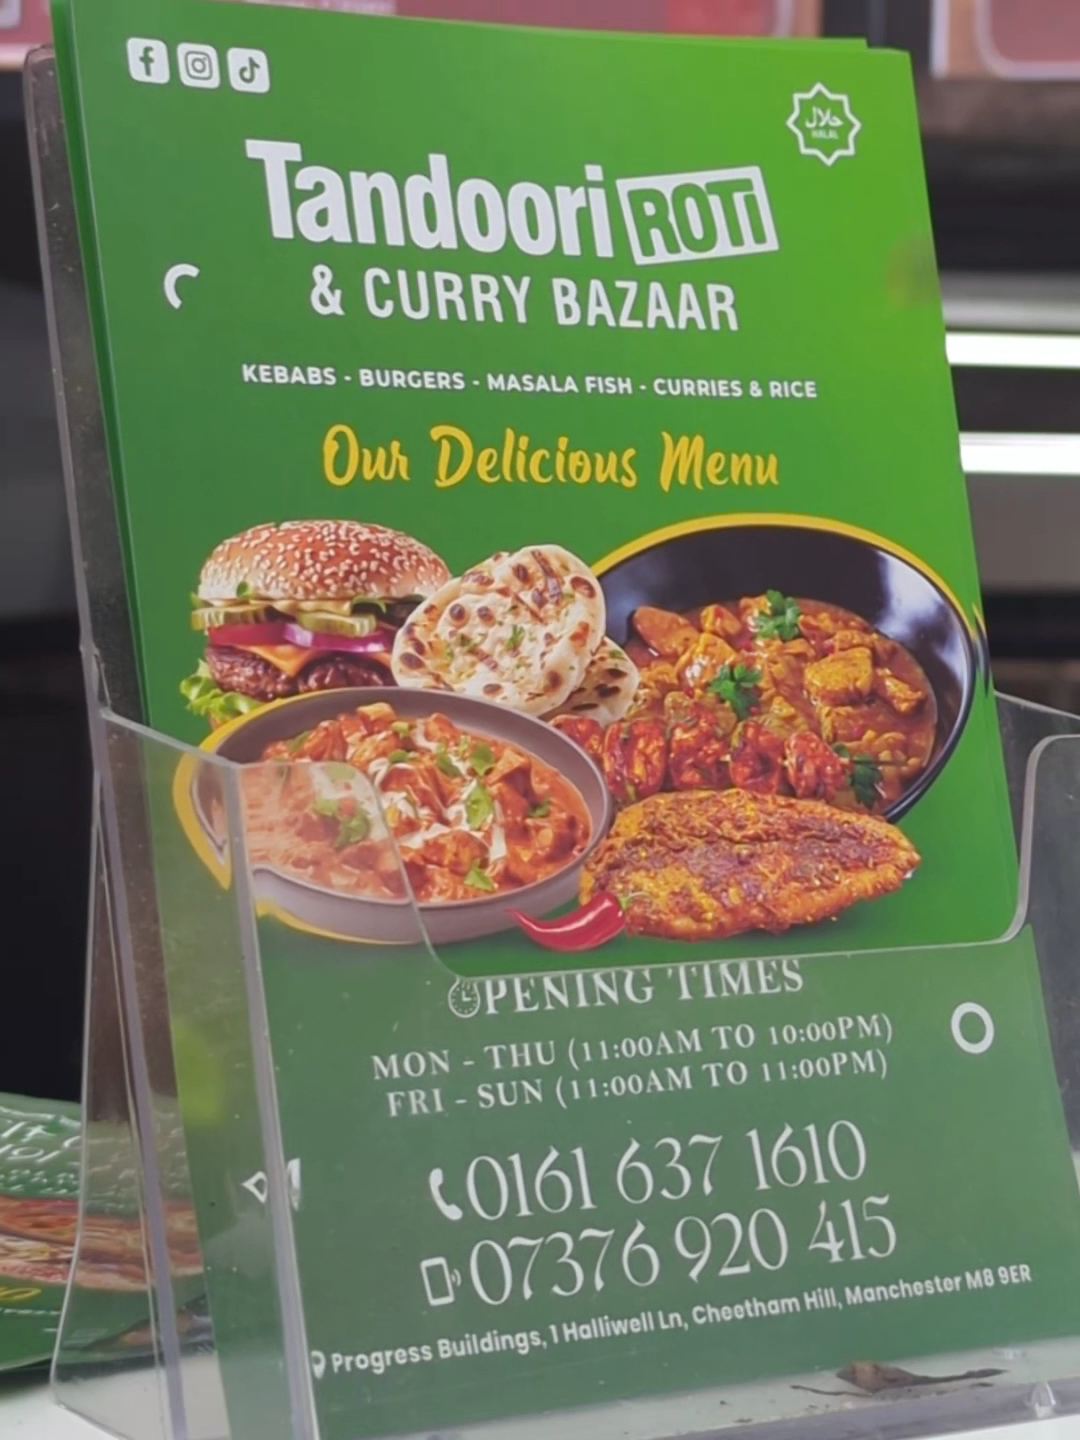 حلال
HALAL
Tandoori ROTi
& CURRY BAZAAR
KEBABS - BURGERS - MASALA FISH - CURRIES & RICE
Our Delicious Menu
OPENING TIMES
MON - THU (11:00AM TO 10:00PM)
FRI - SUN (11:00AM TO 11:00PM)
0161 637 1610
07376 920 415
Progress Buildings, 1 Halliwell Ln, Cheetham Hill, Manchester M8 9ER